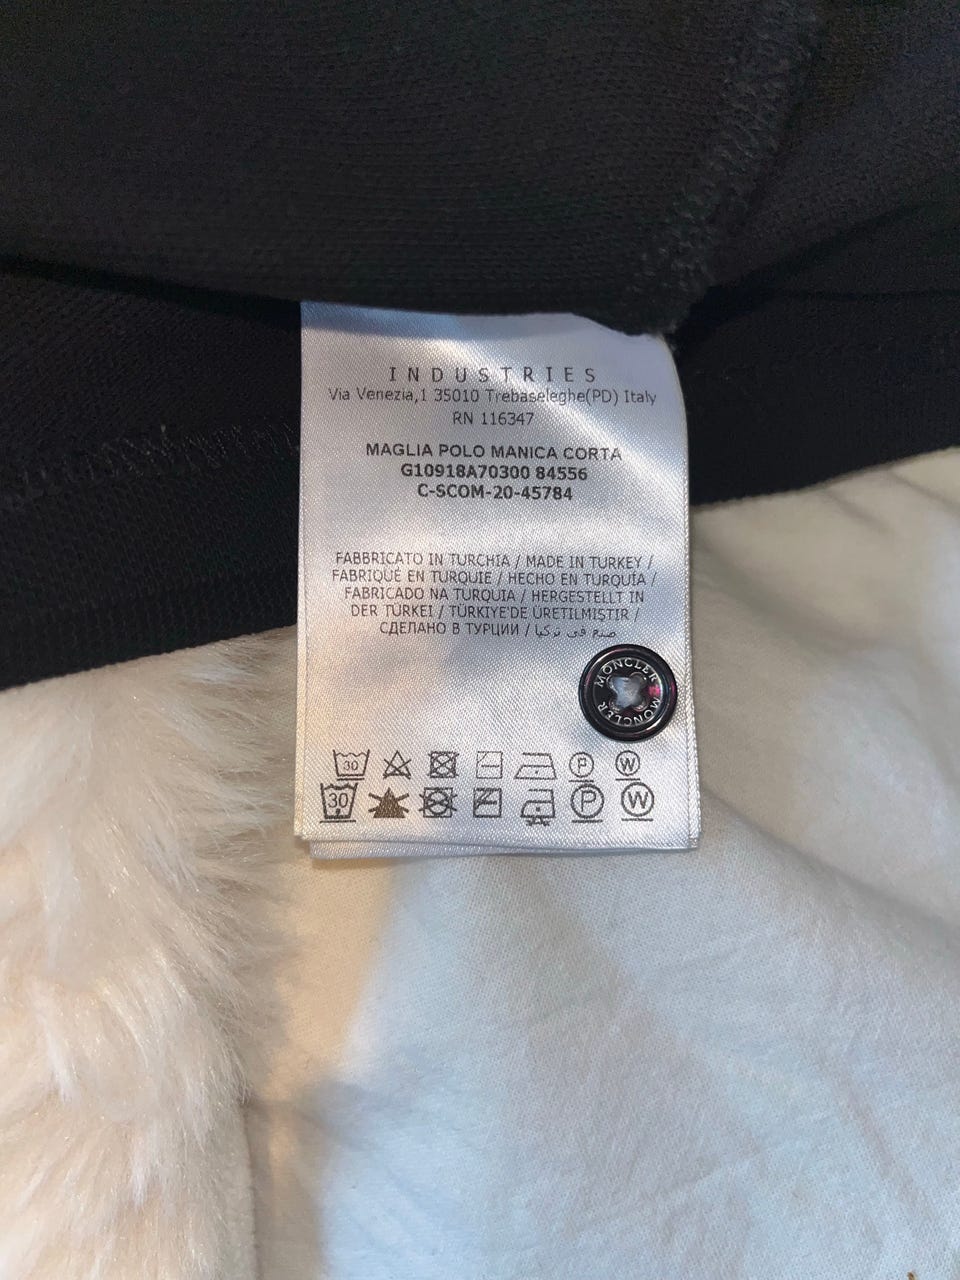 INDUSTRIES
Via Venezia,1 35010 Trebaseleghe(PD) Italy
RN 116347
MAGLIA POLO MANICA CORTA
G10918A70300 84556
C-SCOM-20-45784
FABBRICATO IN TURCHIA / MADE IN TURKEY /
FABRIQUÉ EN TURQUIE / HECHO EN TURQUÍA /
FABRICADO NA TURQUIA / HERGESTELLT IN
DER TÜRKEI / TÜRKIYE'DE ÜRETILMIŞTIR /
СДЕЛАНО В ТУРЦИИ / صنع في تركيا
MONCLER MONCLER
30 P W
30 P W